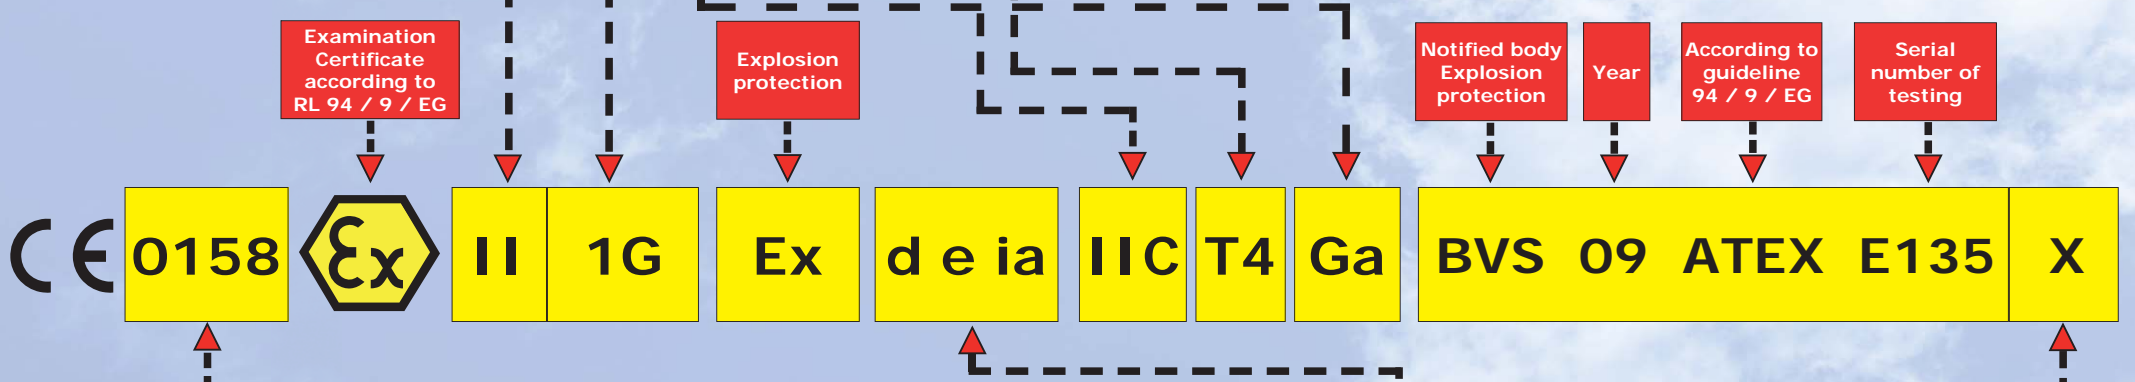 Examination
Certificate
according to
RL 94 / 9 / EG
Explosion
protection
Notified body
Explosion
protection
Year
According to
guideline
94 / 9 / EG
Serial
number of
testing
CE 0158 Ex II 1G Ex d e ia IIC T4 Ga BVS 09 ATEX E135 X